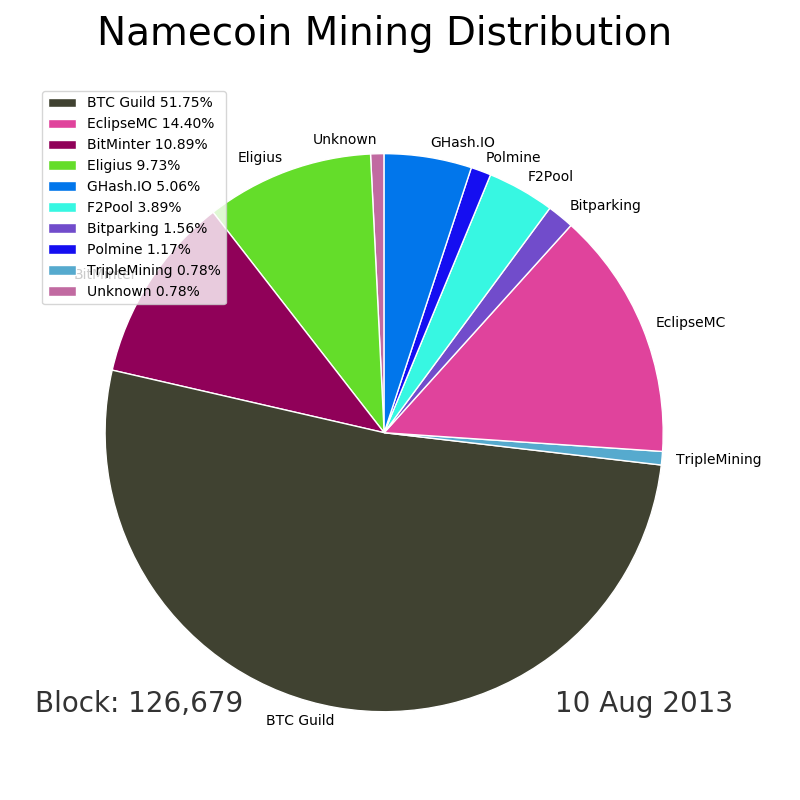 Namecoin Mining Distribution
BTC Guild 51.75%
EclipseMC 14.40%
BitMinter 10.89%
Eligius 9.73%
GHash.IO 5.06%
F2Pool 3.89%
Bitparking 1.56%
Polmine 1.17%
TripleMining 0.78%
Unknown 0.78%
Unknown
GHash.IO
Eligius
Polmine
F2Pool
Bitparking
BitMinter
EclipseMC
TripleMining
Block: 126,679
10 Aug 2013
BTC Guild